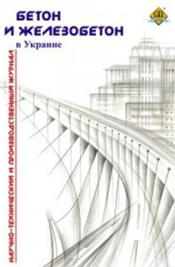 БЕТОН
И ЖЕЛЕЗОБЕТОН
в Украине
НАУЧНО-ТЕХНИЧЕСКИЙ И ПРОИЗВОДСТВЕННЫЙ ЖУРНАЛ